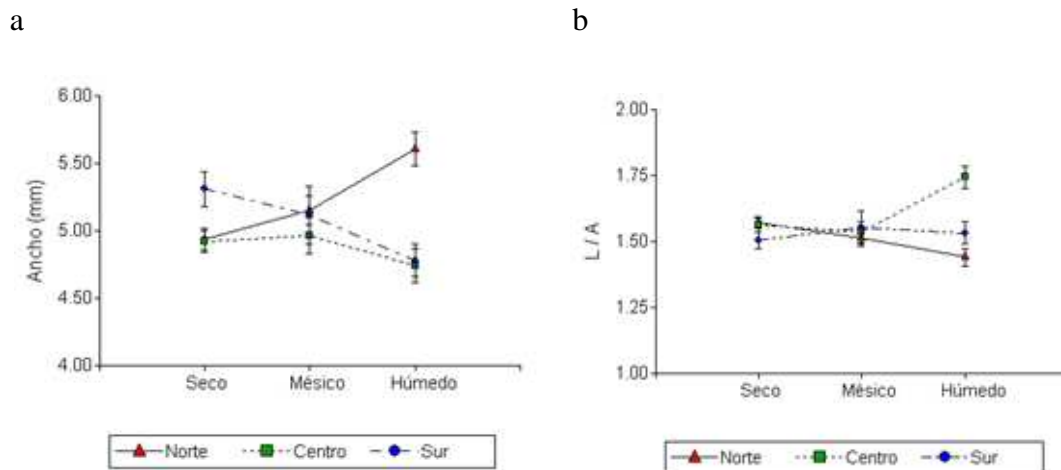 a
b
Ancho (mm)
6.00
5.50
5.00
4.50
4.00
Seco Mésico Húmedo
Norte Centro Sur
L / A
2.00
1.75
1.50
1.25
1.00
Seco Mésico Húmedo
Norte Centro Sur